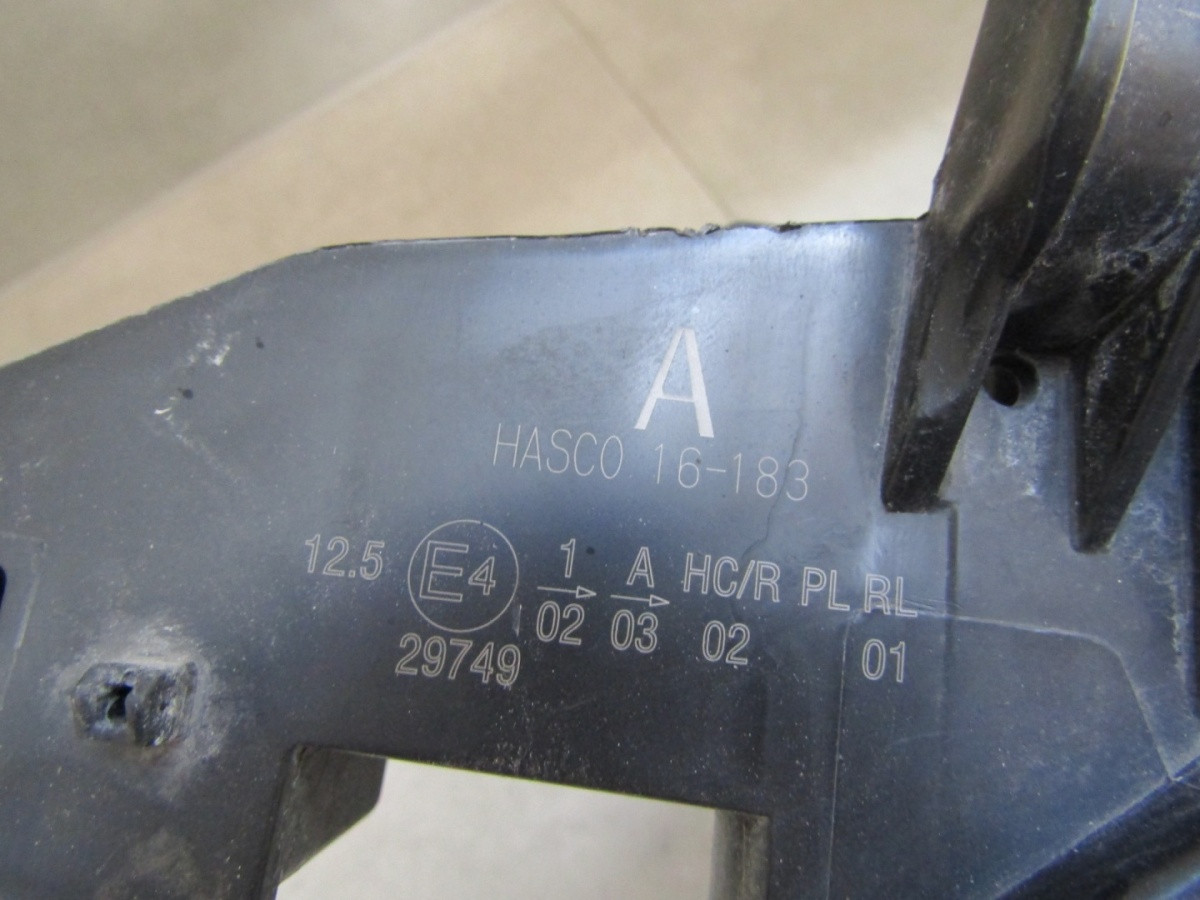 A
HASCO 16-183
12.5 E4 1 A HC/R PL RL
02 03 02 01
29749